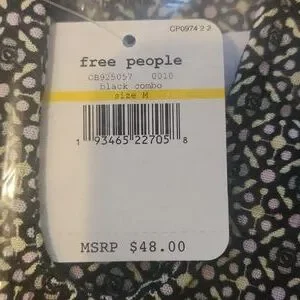 CP0974 2 2
free people
OB925057 0010
black combo
size M
1 93465 22705 8
MSRP $48.00